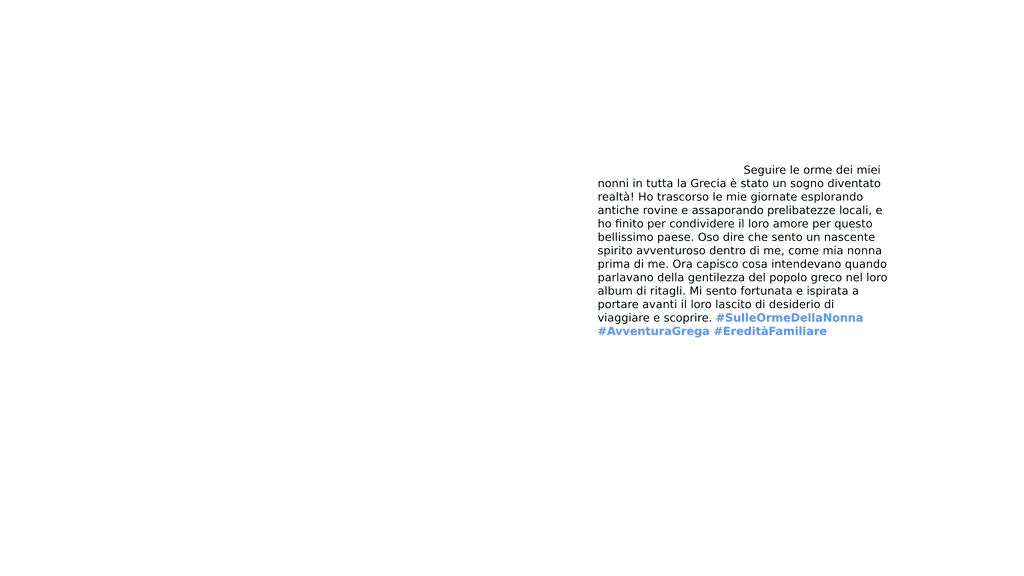 Seguire le orme dei miei
nonni in tutta la Grecia è stato un sogno diventato
realtà! Ho trascorso le mie giornate esplorando
antiche rovine e assaporando prelibatezze locali, e
ho finito per condividere il loro amore per questo
bellissimo paese. Oso dire che sento un nascente
spirito avventuroso dentro di me, come mia nonna
prima di me. Ora capisco cosa intendevano quando
parlavano della gentilezza del popolo greco nel loro
album di ritagli. Mi sento fortunata e ispirata a
portare avanti il loro lascito di desiderio di
viaggiare e scoprire. #SulleOrmeDellaNonna
#AvventuraGrega #EreditàFamiliare